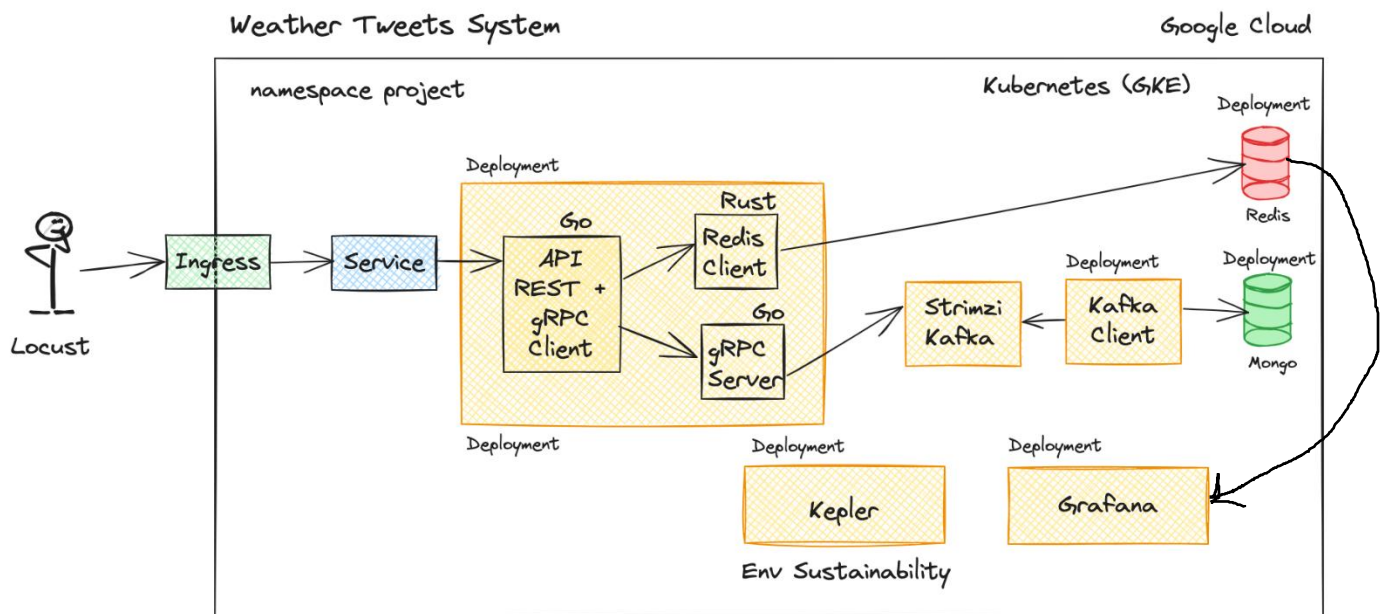 Weather Tweets System
Google Cloud
namespace project
Kubernetes (GKE)
Deployment
Redis
Deployment
Go
API
REST +
gRPC
Client
Rust
Redis
Client
Go
gRPC
Server
Deployment
Locust
Ingress
Service
Strimzi
Kafka
Deployment
Kafka
Client
Deployment
Mongo
Deployment
Kepler
Env Sustainability
Deployment
Grafana